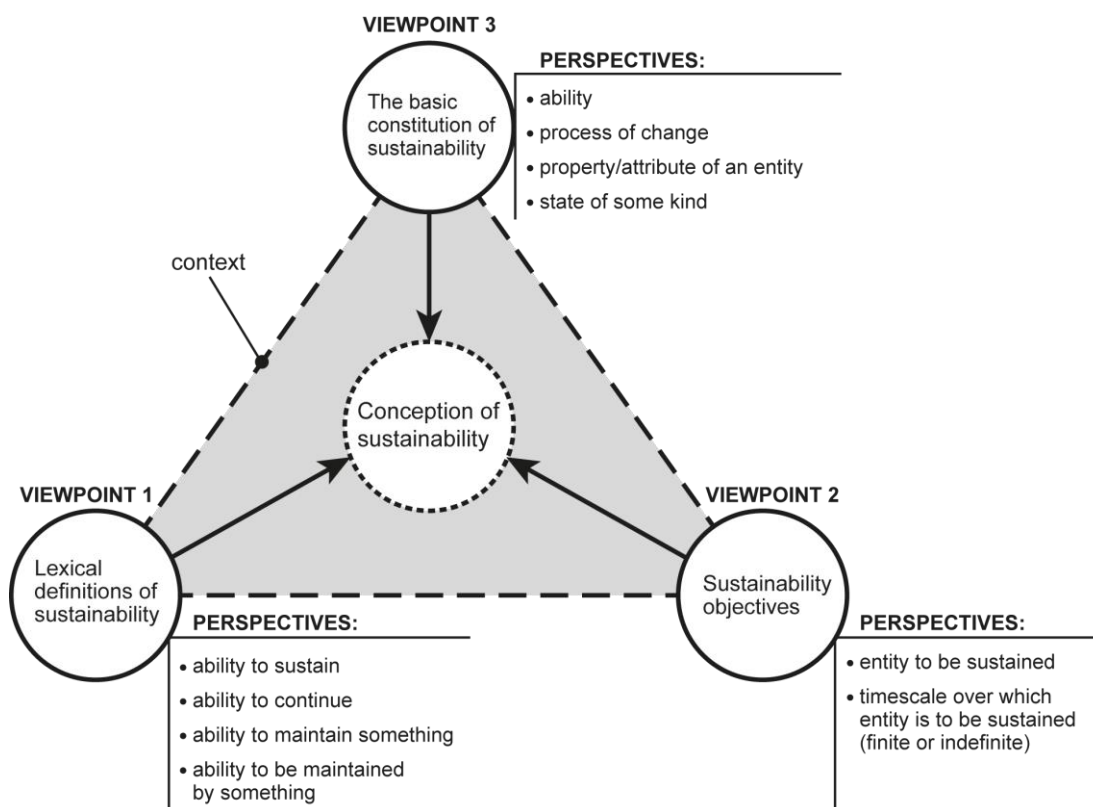 VIEWPOINT 3
The basic
constitution of
sustainability
PERSPECTIVES:
• ability
• process of change
• property/attribute of an entity
• state of some kind
context
Conception of
sustainability
VIEWPOINT 1
Lexical
definitions of
sustainability
PERSPECTIVES:
• ability to sustain
• ability to continue
• ability to maintain something
• ability to be maintained
by something
VIEWPOINT 2
Sustainability
objectives
PERSPECTIVES:
• entity to be sustained
• timescale over which
entity is to be sustained
(finite or indefinite)